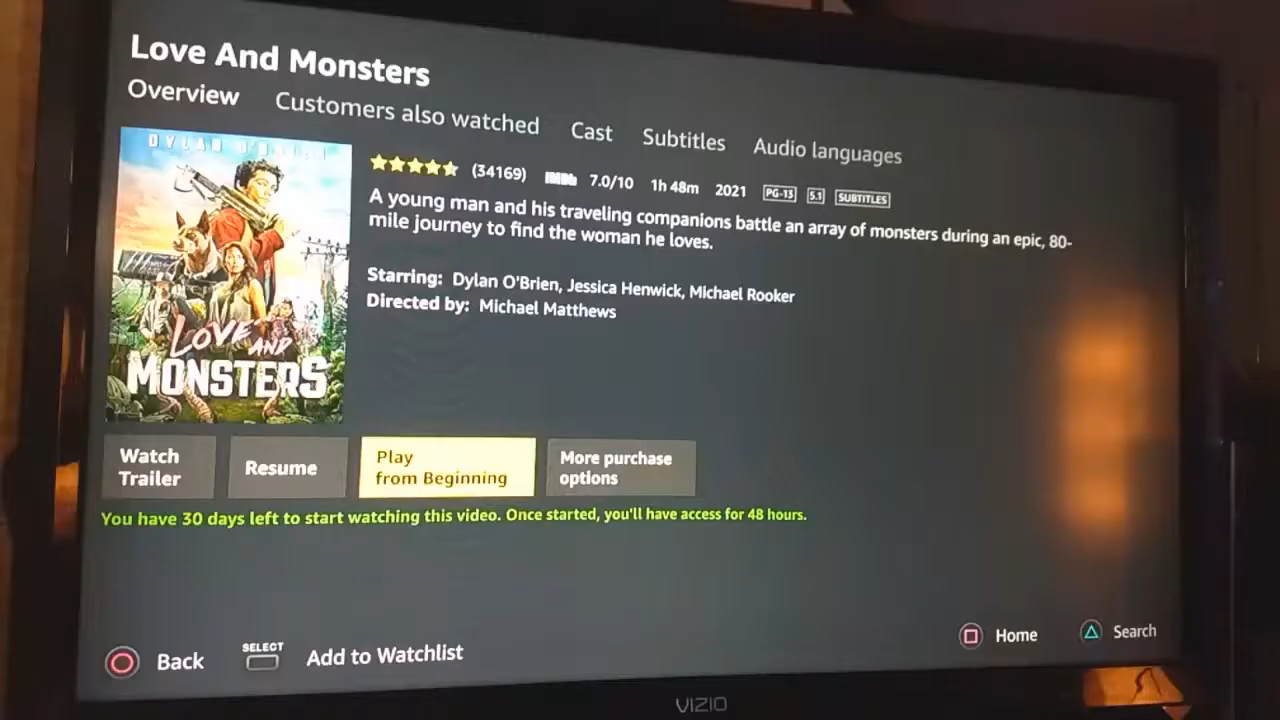 Love And Monsters
Overview Customers also watched Cast Subtitles Audio languages
DYLAN O'BRIEN
(34169) IMDb 7.0/10 1h 48m 2021 PG-13 5.1 SUBTITLES
A young man and his traveling companions battle an array of monsters during an epic, 80-
mile journey to find the woman he loves.
Starring: Dylan O'Brien, Jessica Henwick, Michael Rooker
Directed by: Michael Matthews
LOVE AND
MONSTERS
Watch
Trailer
Resume
Play
from Beginning
More purchase
options
You have 30 days left to start watching this video. Once started, you'll have access for 48 hours.
Back SELECT Add to Watchlist Home Search
VIZIO